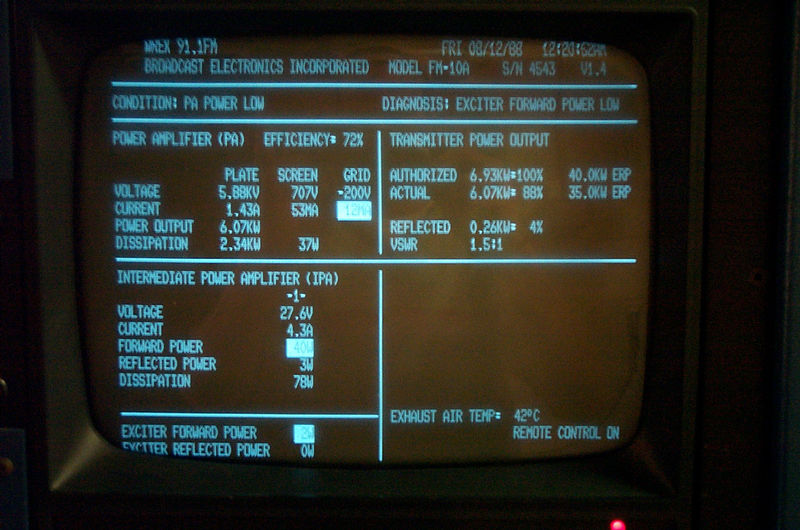 WREX 91.1FM FRI 08/12/88 12:20:62AM
BROADCAST ELECTRONICS INCORPORATED MODEL FM-10A S/N 4543 V1.4
CONDITION: PA POWER LOW DIAGNOSIS: EXCITER FORWARD POWER LOW
POWER AMPLIFIER (PA) EFFICIENCY= 72%
PLATE SCREEN GRID
VOLTAGE 5.88KV 707V -200V
CURRENT 1.43A 53MA 12MA
POWER OUTPUT 6.07KW
DISSIPATION 2.34KW 37W
TRANSMITTER POWER OUTPUT
AUTHORIZED 6.93KW=100% 40.0KW ERP
ACTUAL 6.07KW= 88% 35.0KW ERP
REFLECTED 0.26KW= 4%
VSWR 1.5:1
INTERMEDIATE POWER AMPLIFIER (IPA)
-1-
VOLTAGE 27.6V
CURRENT 4.3A
FORWARD POWER 40W
REFLECTED POWER 3W
DISSIPATION 78W
EXCITER FORWARD POWER 2W
EXCITER REFLECTED POWER 0W
EXHAUST AIR TEMP= 42°C
REMOTE CONTROL ON